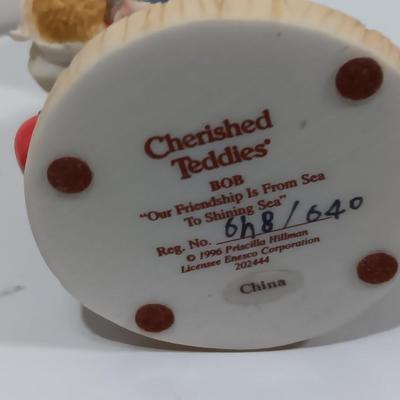 Cherished
Teddies®
BOB
"Our Friendship Is From Sea
To Shining Sea"
Reg. No. 6h8/640
© 1996 Priscilla Hillman
Licensee Enesco Corporation
202444
China